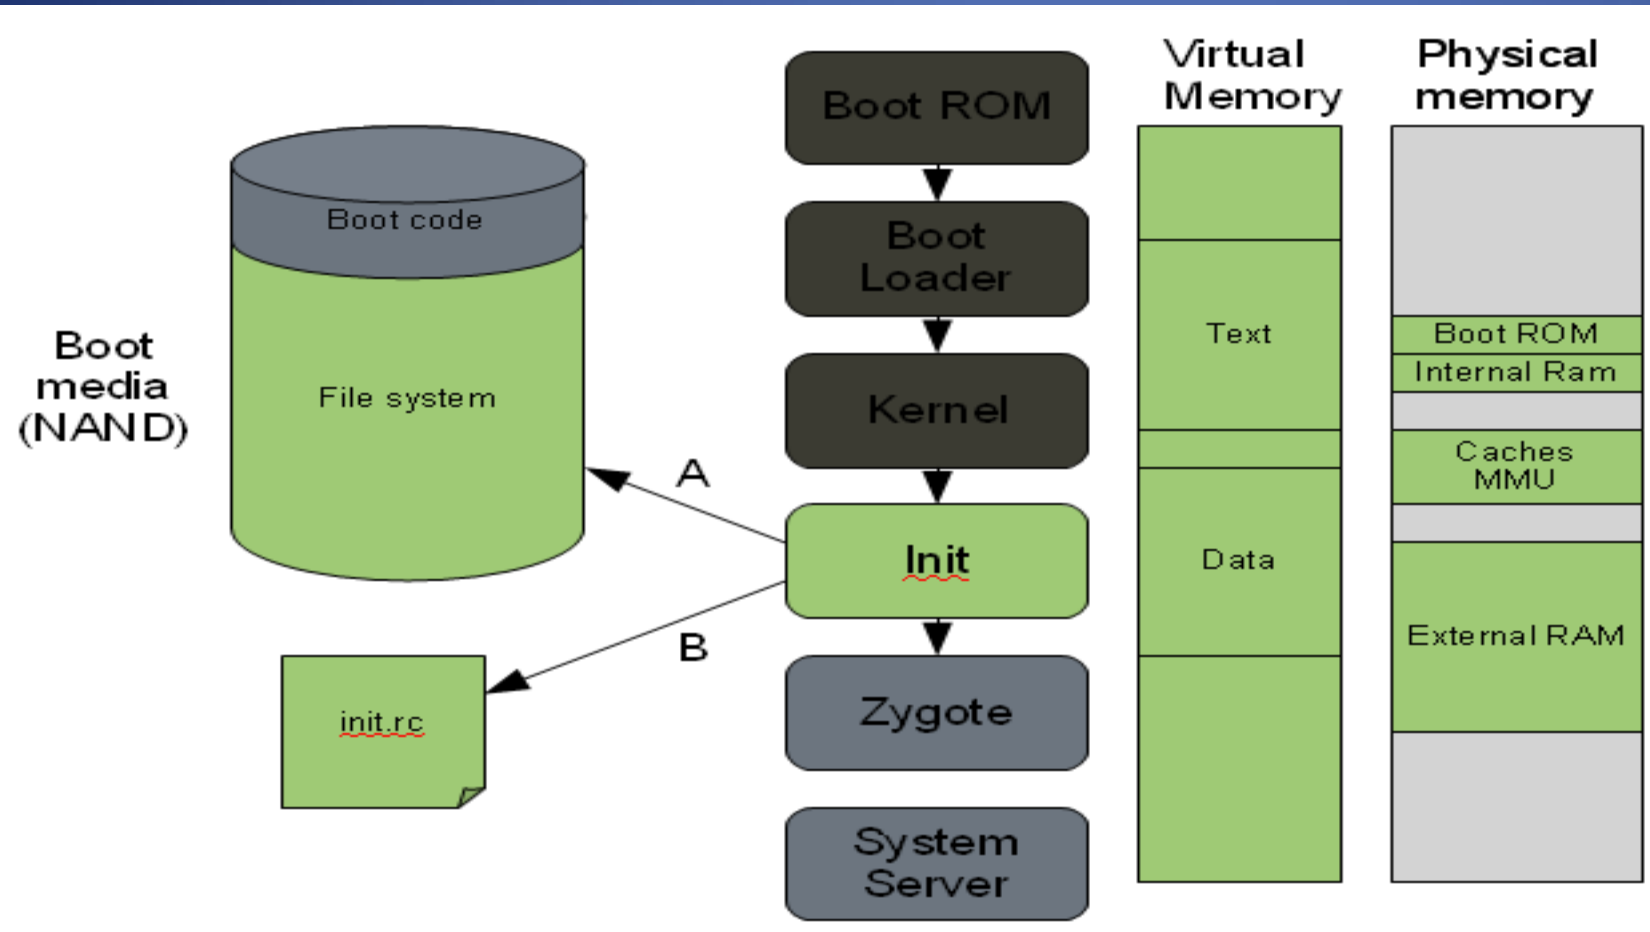 Boot code
File system
Boot
media
(NAND)
A
B
init.rc
Boot ROM
Boot
Loader
Kernel
Init
Zygote
System
Server
Virtual
Memory
Text
Data
Physical
memory
Boot ROM
Internal Ram
Caches
MMU
External RAM